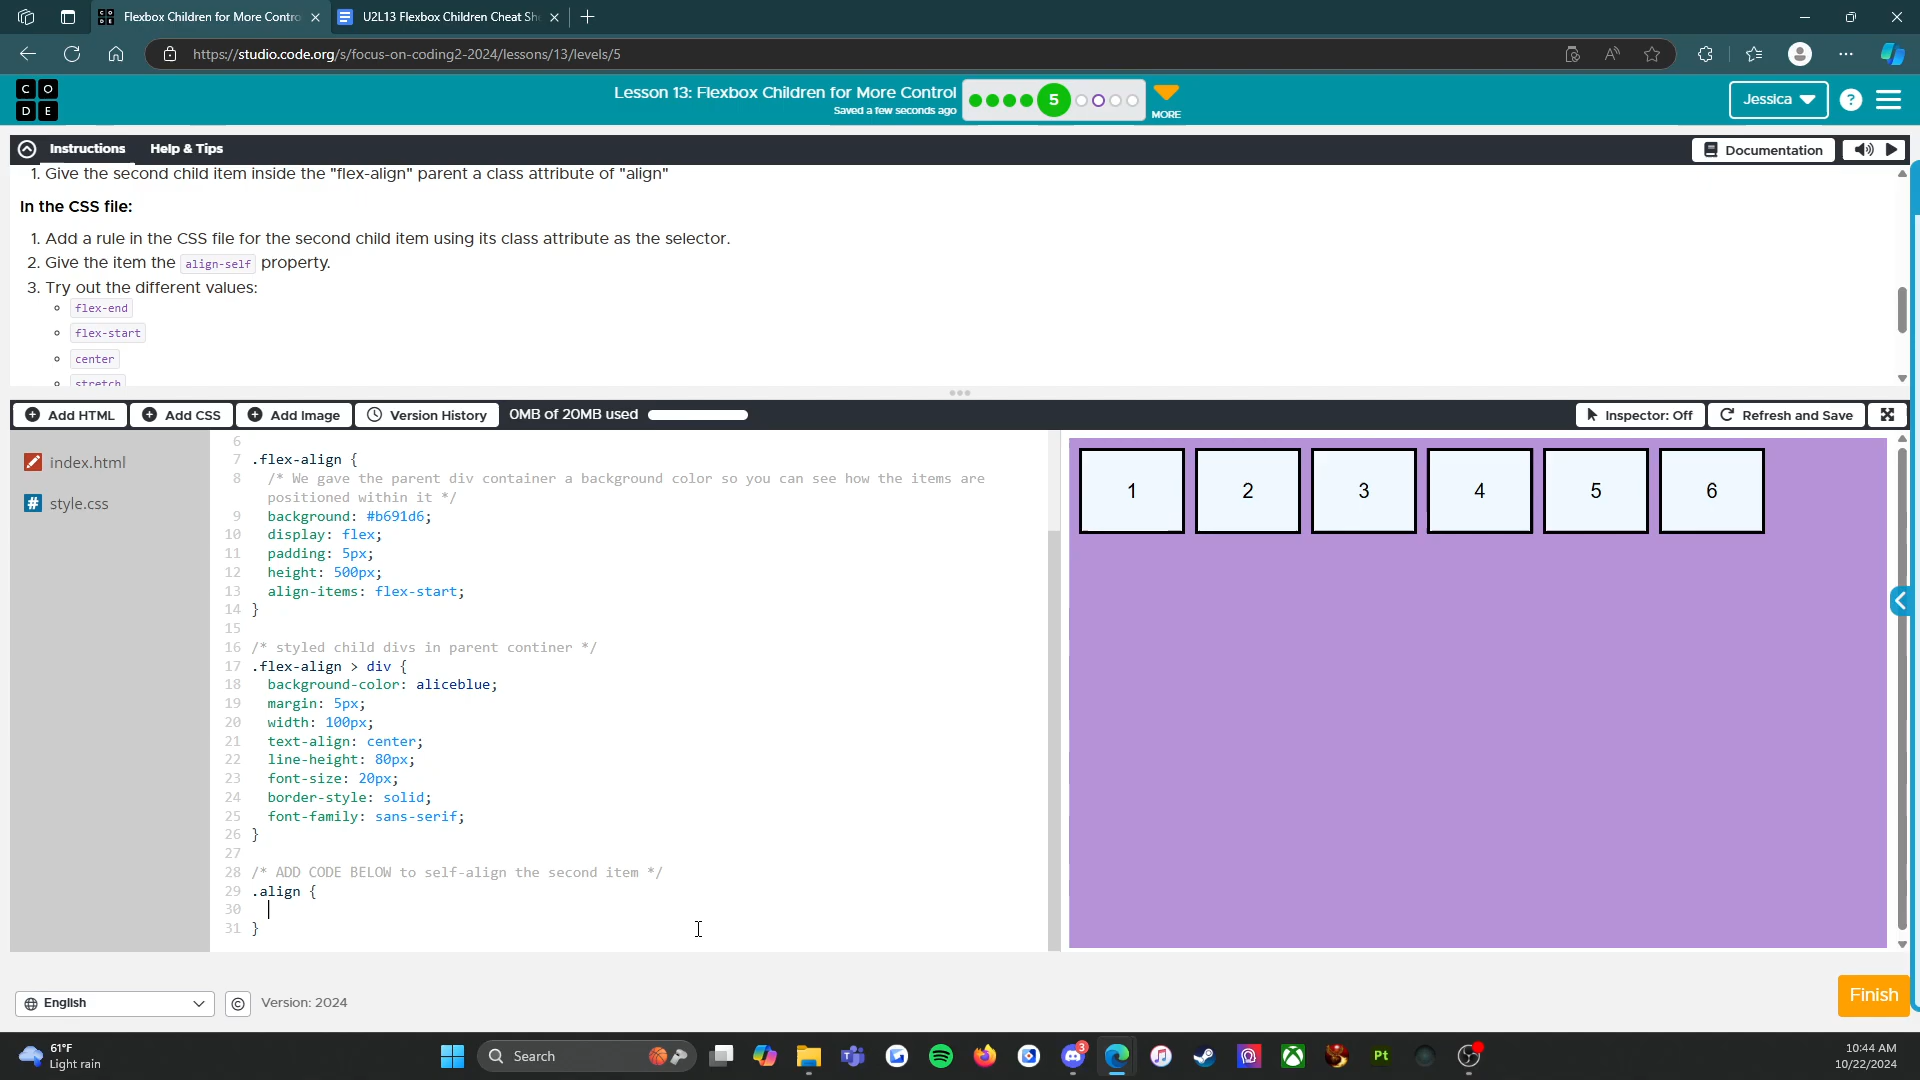 Flexbox Children for More Contro
U2L13 Flexbox Children Cheat Sh
https://studio.code.org/s/focus-on-coding2-2024/lessons/13/levels/5
C O
D E
Lesson 13: Flexbox Children for More Control
Saved a few seconds ago
5
MORE
Jessica
?
Instructions
Help & Tips
Documentation
1. Give the second child item inside the "flex-align" parent a class attribute of "align"
In the CSS file:
1. Add a rule in the CSS file for the second child item using its class attribute as the selector.
2. Give the item the align-self property.
3. Try out the different values:
flex-end
flex-start
center
stretch
Add HTML
Add CSS
Add Image
Version History
0MB of 20MB used
Inspector: Off
Refresh and Save
index.html
# style.css
6
7 .flex-align {
8 /* We gave the parent div container a background color so you can see how the items are
positioned within it */
9 background: #b691d6;
10 display: flex;
11 padding: 5px;
12 height: 500px;
13 align-items: flex-start;
14 }
15
16 /* styled child divs in parent continer */
17 .flex-align > div {
18 background-color: aliceblue;
19 margin: 5px;
20 width: 100px;
21 text-align: center;
22 line-height: 80px;
23 font-size: 20px;
24 border-style: solid;
25 font-family: sans-serif;
26 }
27
28 /* ADD CODE BELOW to self-align the second item */
29 .align {
30
31 }
1 2 3 4 5 6
English
© Version: 2024
Finish
61°F
Light rain
Search
3
Pt
10:44 AM
10/22/2024